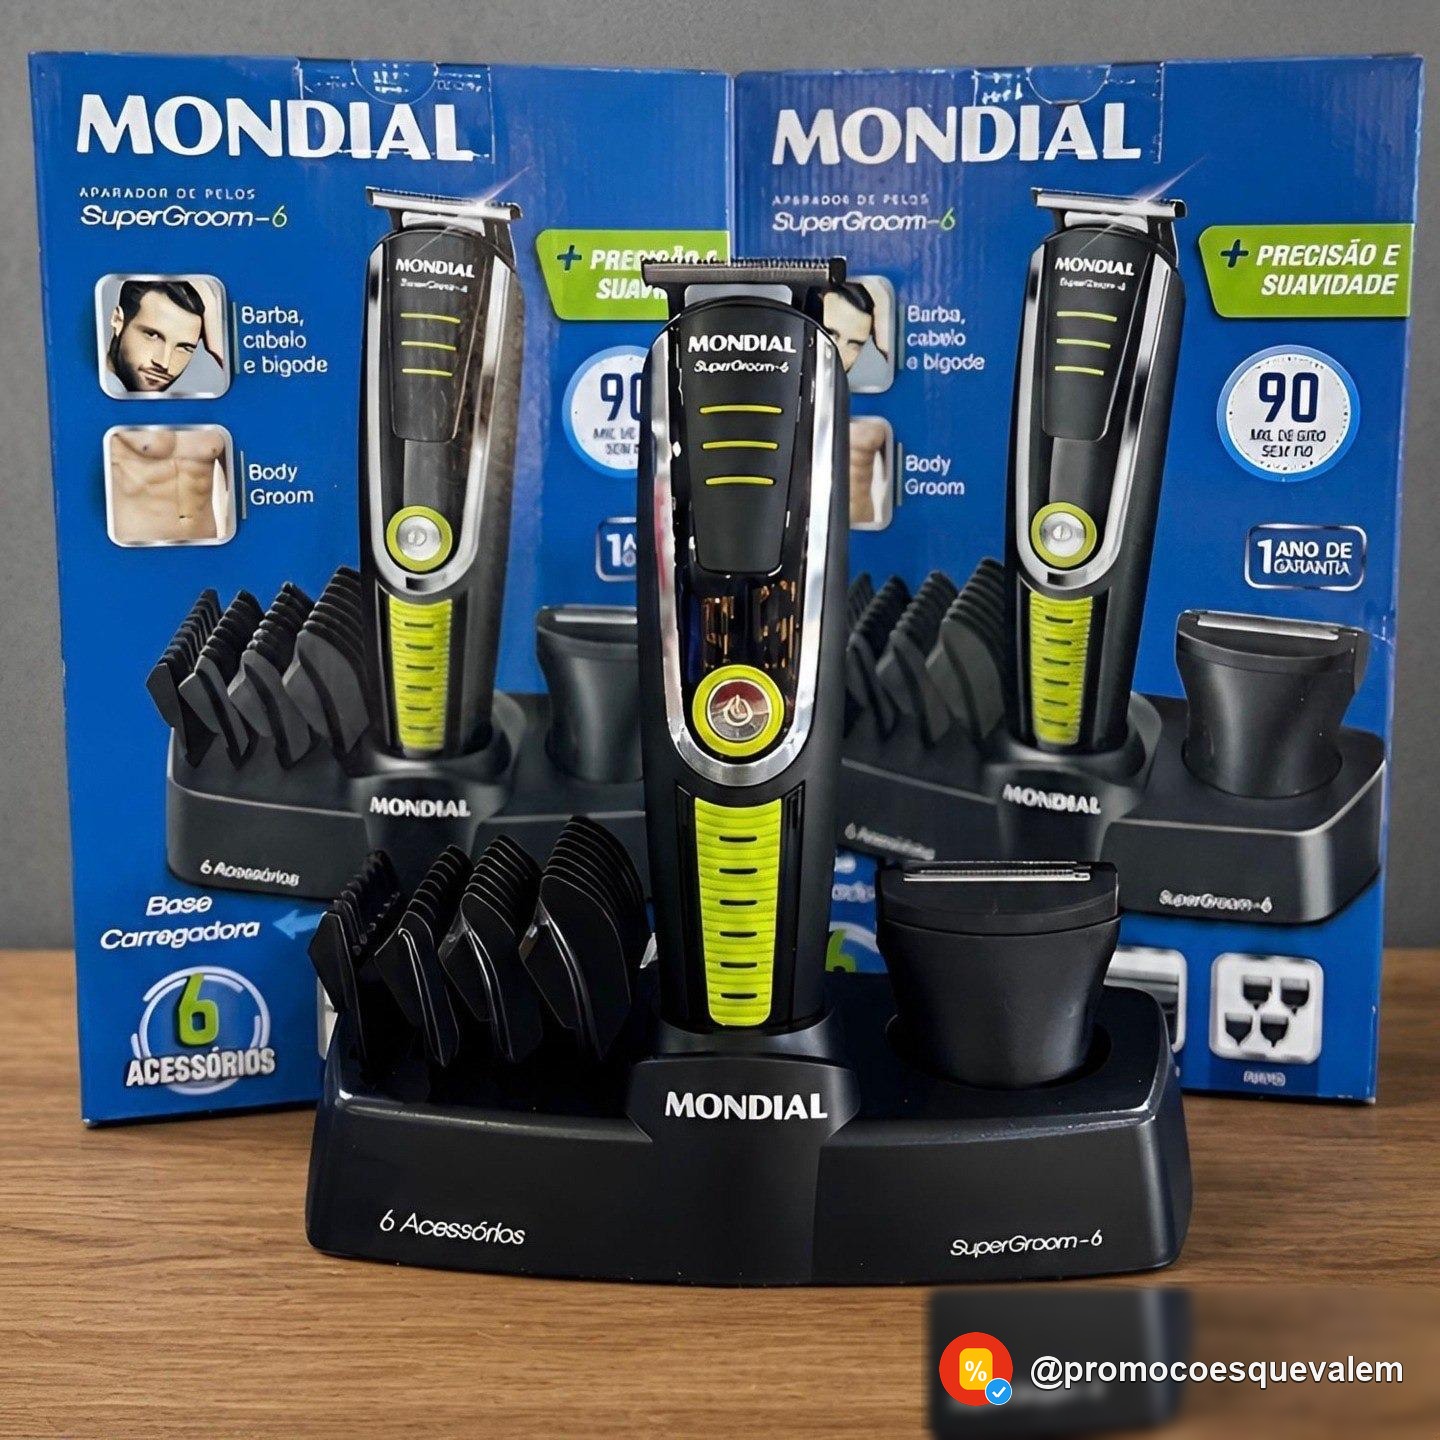 MONDIAL
APARADOR DE PELOS
SuperGroom-6
MONDIAL
Barba,
cabelo
e bigode
Body
Groom
MONDIAL
6 Acessórios
Base
Carregadora
6
ACESSÓRIOS
MONDIAL
APARADOR DE PELOS
SuperGroom-6
MONDIAL
+ PRECISÃO E
SUAVIDADE
Barba,
cabelo
e bigode
90
Body
Groom
1 ANO DE
GARANTIA
MONDIAL
SuperGroom-6
MONDIAL
SuperGroom-6
MONDIAL
6 Acessórios
SuperGroom-6
%
@promocoesquevalem